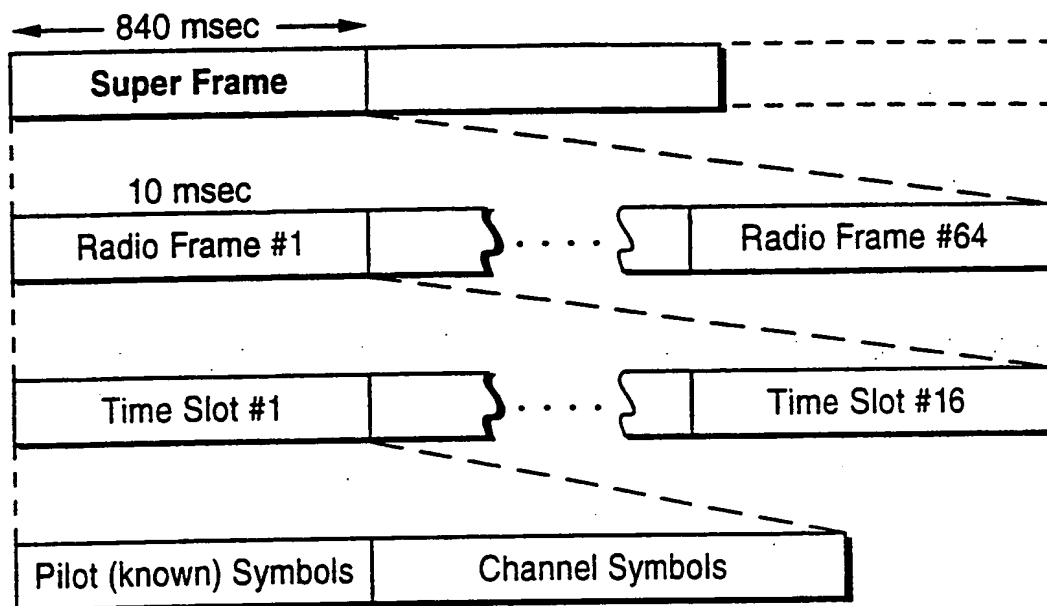 840 msec
Super Frame
10 msec
Radio Frame #1
. . . .
Radio Frame #64
Time Slot #1
. . . .
Time Slot #16
Pilot (known) Symbols
Channel Symbols